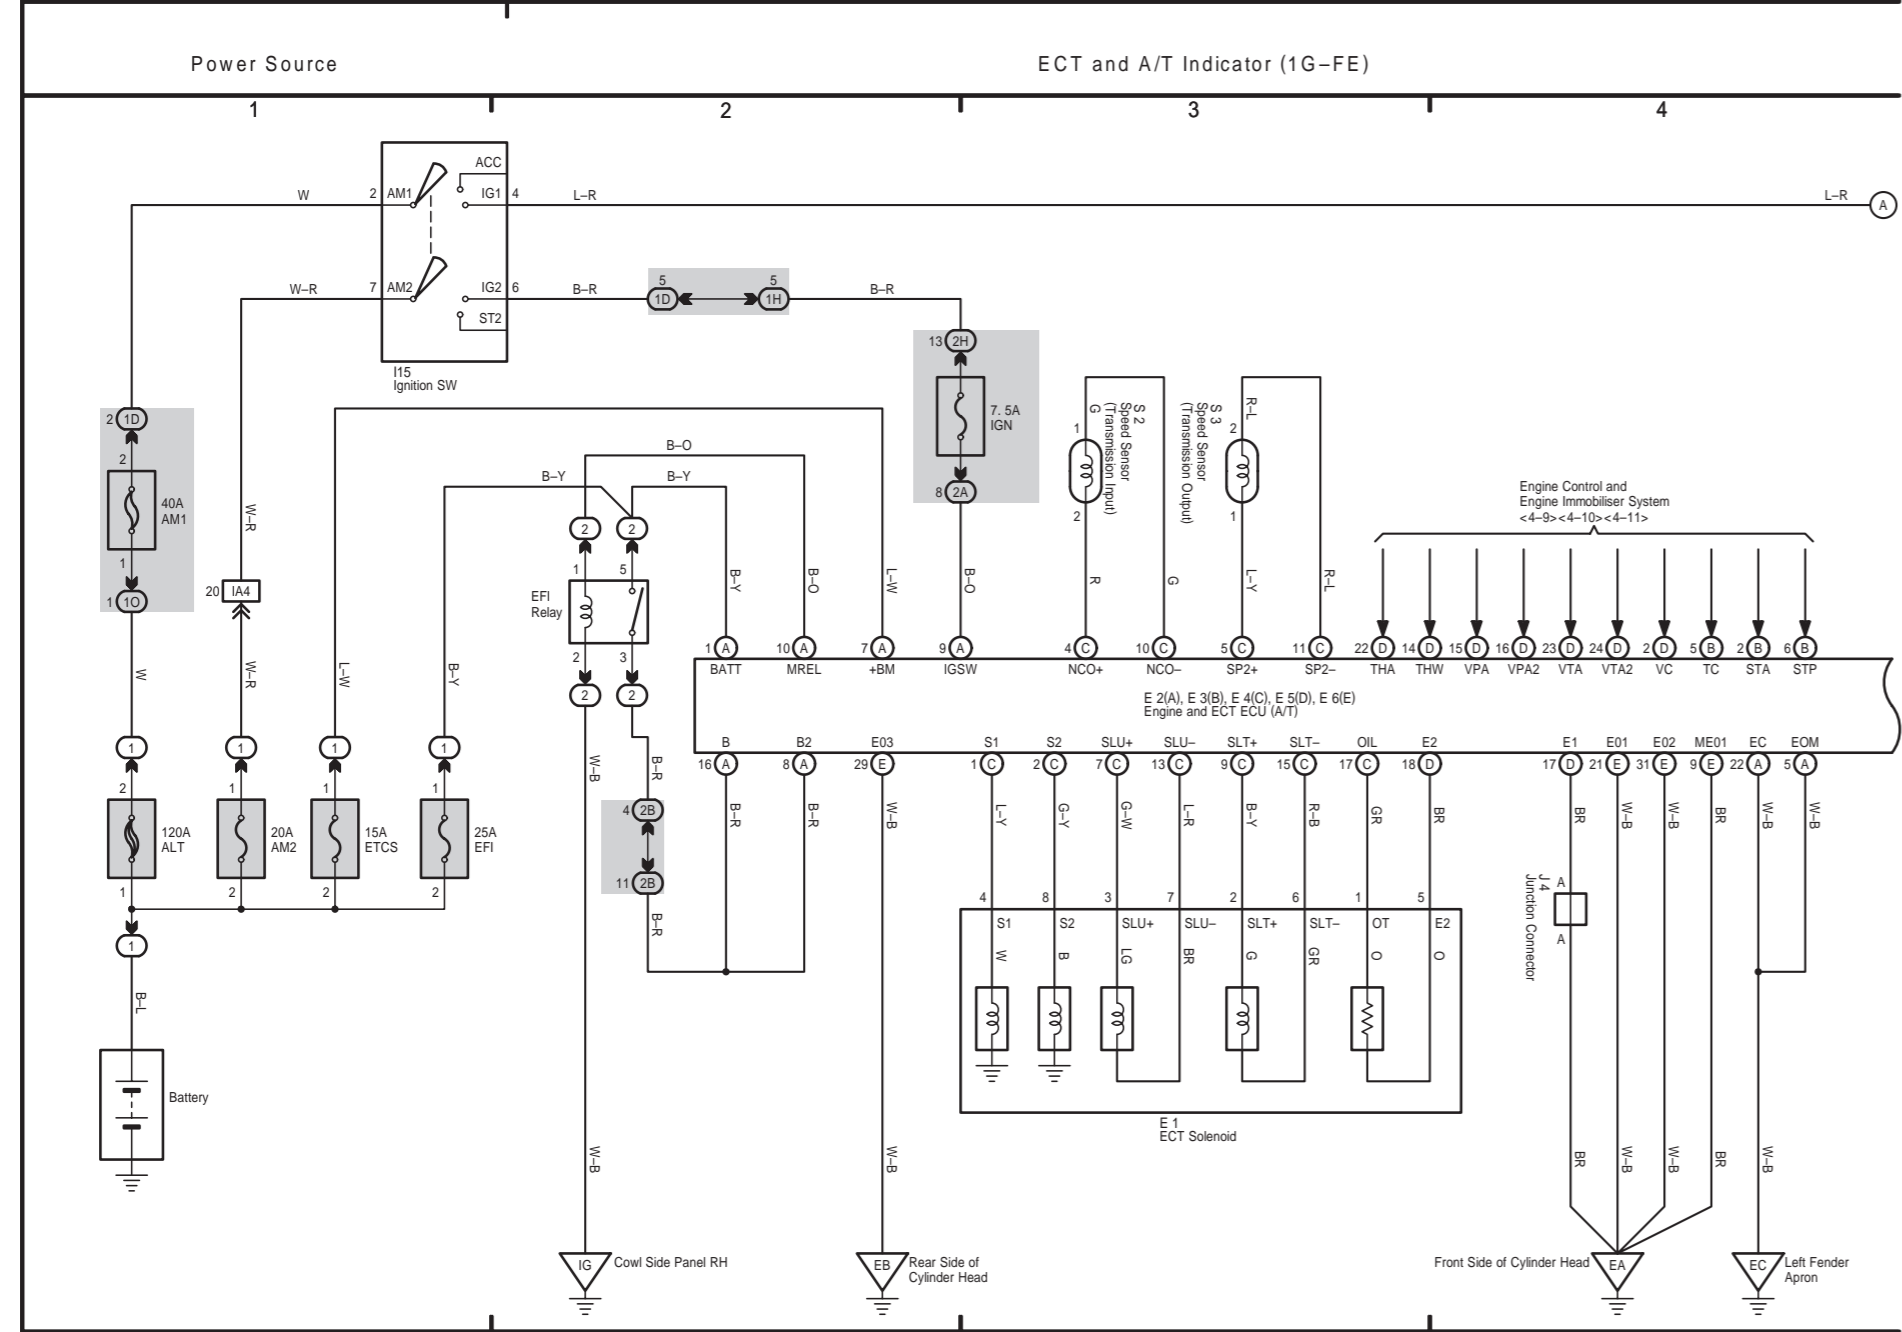 Power Source
ECT and A/T Indicator (1G–FE)
1
2
3
4
ACC
W
2
AM1
IG1
4
L–R
L–R
A
W–R
7
AM2
IG2
6
B–R
5
1D
5
1H
B–R
ST2
I15
Ignition SW
13
2H
7. 5A
IGN
8
2A
B–O
2
1D
2
40A
AM1
1
1
1O
W
W–R
20
IA4
W–R
L–W
B–Y
B–Y
B–O
B–Y
2
2
1
5
EFI
Relay
2
3
2
2
B–Y
B–O
L–W
G
1
S 2
Speed Sensor
(Transmission Input)
2
R
G
R–L
2
S 3
Speed Sensor
(Transmission Output)
1
L–Y
R–L
Engine Control and
Engine Immobiliser System
<4–9><4–10><4–11>
1
A
10
A
7
A
9
A
4
C
10
C
5
C
11
C
22
D
14
D
15
D
16
D
23
D
24
D
2
D
5
B
2
B
6
B
BATT
MREL
+BM
IGSW
NCO+
NCO–
SP2+
SP2–
THA
THW
VPA
VPA2
VTA
VTA2
VC
TC
STA
STP
E 2(A), E 3(B), E 4(C), E 5(D), E 6(E)
Engine and ECT ECU (A/T)
B
B2
E03
S1
S2
SLU+
SLU–
SLT+
SLT–
OIL
E2
E1
E01
E02
ME01
EC
EOM
16
A
8
A
29
E
1
C
2
C
7
C
13
C
9
C
15
C
17
C
18
D
17
D
21
E
31
E
9
E
22
A
5
A
1
1
1
1
2
1
1
1
120A
ALT
20A
AM2
15A
ETCS
25A
EFI
1
2
2
2
1
B–L
Battery
W–B
B–R
4
2B
11
2B
B–R
B–R
B–R
W–B
L–Y
G–Y
G–W
L–R
B–Y
R–B
GR
BR
BR
W–B
W–B
BR
W–B
W–B
4
8
3
7
2
6
1
5
S1
S2
SLU+
SLU–
SLT+
SLT–
OT
E2
W
B
LG
BR
G
GR
O
O
E 1
ECT Solenoid
J 4
Junction Connector
A
A
W–B
W–B
BR
W–B
W–B
BR
W–B
IG
Cowl Side Panel RH
EB
Rear Side of
Cylinder Head
Front Side of Cylinder Head
EA
EC
Left Fender
Apron